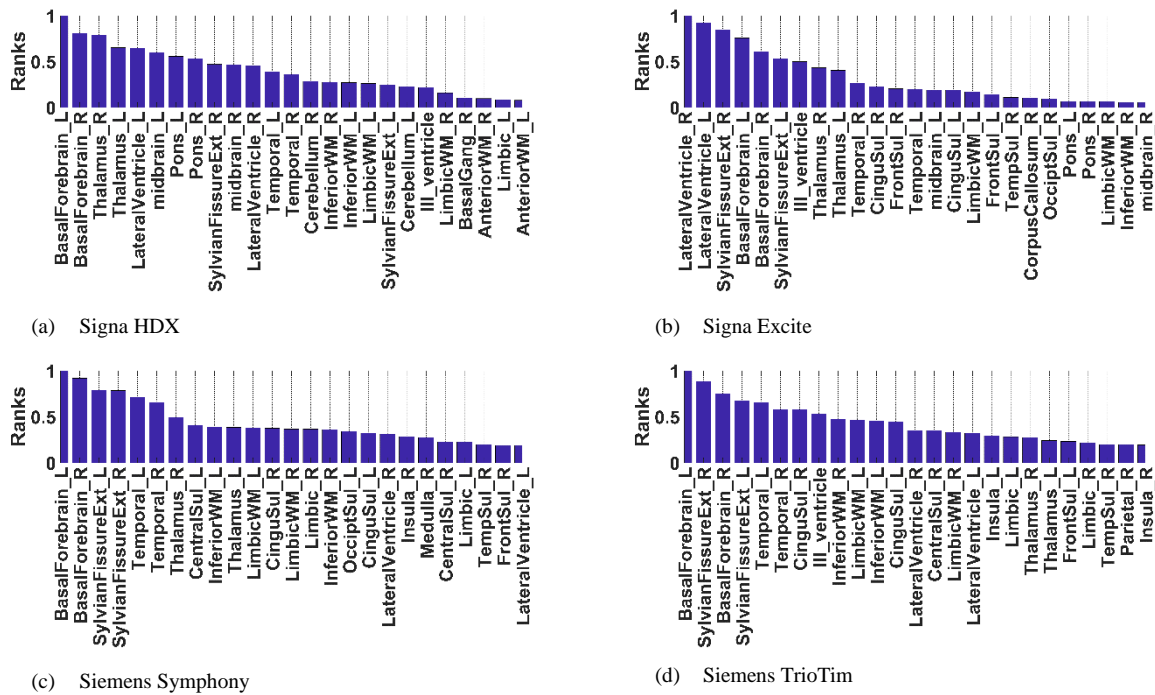 Ranks
1
0.5
0
BasalForebrain_L
BasalForebrain_R
Thalamus_R
Thalamus_L
LateralVentricle_L
midbrain_L
Pons_L
Pons_R
SylvianFissureExt_R
midbrain_R
LateralVentricle_R
Temporal_L
Temporal_R
Cerebellum_R
InferiorWM_R
InferiorWM_L
LimbicWM_L
SylvianFissureExt_L
Cerebellum_L
III_ventricle
LimbicWM_R
BasalGang_R
AnteriorWM_R
Limbic_L
AnteriorWM_L
(a) Signa HDX
Ranks
1
0.5
0
LateralVentricle_R
LateralVentricle_L
SylvianFissureExt_R
BasalForebrain_L
BasalForebrain_R
SylvianFissureExt_L
III_ventricle
Thalamus_R
Thalamus_L
Temporal_R
CinguSul_R
FrontSul_R
Temporal_L
midbrain_L
CinguSul_L
LimbicWM_L
FrontSul_L
TempSul_R
CorpusCallosum_L
OcciptSul_R
Pons_L
Pons_R
LimbicWM_R
InferiorWM_R
midbrain_R
(b) Signa Excite
Ranks
1
0.5
0
BasalForebrain_L
BasalForebrain_R
SylvianFissureExt_L
SylvianFissureExt_R
Temporal_L
Temporal_R
Thalamus_R
CentralSul_L
InferiorWM_L
Thalamus_L
LimbicWM_L
CinguSul_R
LimbicWM_R
Limbic_R
InferiorWM_R
OcciptSul_L
CinguSul_L
LateralVentricle_R
Insula_R
Medulla_R
CentralSul_R
Limbic_L
TempSul_R
FrontSul_R
LateralVentricle_L
(c) Siemens Symphony
Ranks
1
0.5
0
BasalForebrain_L
SylvianFissureExt_R
BasalForebrain_R
SylvianFissureExt_L
Temporal_L
Temporal_R
CinguSul_R
III_ventricle
InferiorWM_R
LimbicWM_L
InferiorWM_L
CinguSul_L
LateralVentricle_R
CentralSul_R
LimbicWM_R
LateralVentricle_L
Insula_L
Limbic_L
Thalamus_R
Thalamus_L
FrontSul_L
Limbic_R
TempSul_R
Parietal_R
Insula_R
(d) Siemens TrioTim